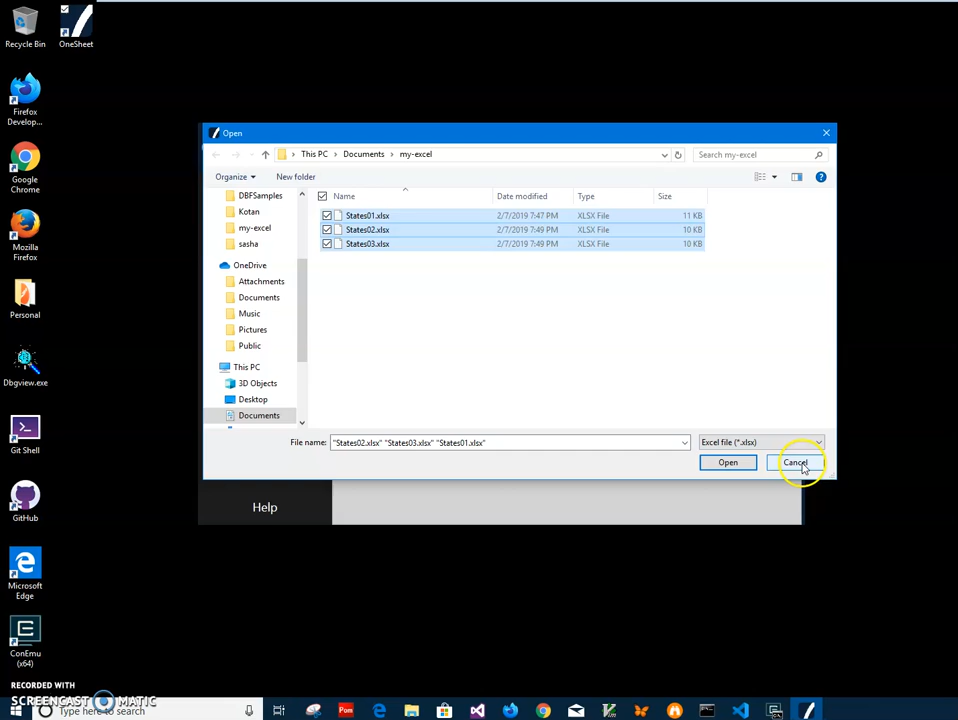 Recycle Bin
OneSheet
Firefox
Develop...
Google
Chrome
Mozilla
Firefox
Personal
Dbgview.exe
Git Shell
GitHub
Microsoft
Edge
ConEmu
(x64)
Open
This PC > Documents > my-excel
Search my-excel
Organize
New folder
DBFSamples
Kotan
my-excel
sasha
OneDrive
Attachments
Documents
Music
Pictures
Public
This PC
3D Objects
Desktop
Documents
Name Date modified Type Size
States01.xlsx 2/7/2019 7:47 PM XLSX File 11 KB
States02.xlsx 2/7/2019 7:49 PM XLSX File 10 KB
States03.xlsx 2/7/2019 7:49 PM XLSX File 10 KB
File name: "States02.xlsx" "States03.xlsx" "States01.xlsx"
Excel file (*.xlsx)
Open
Cancel
Help
RECORDED WITH
SCREENCAST MATIC
Type here to search
Pom